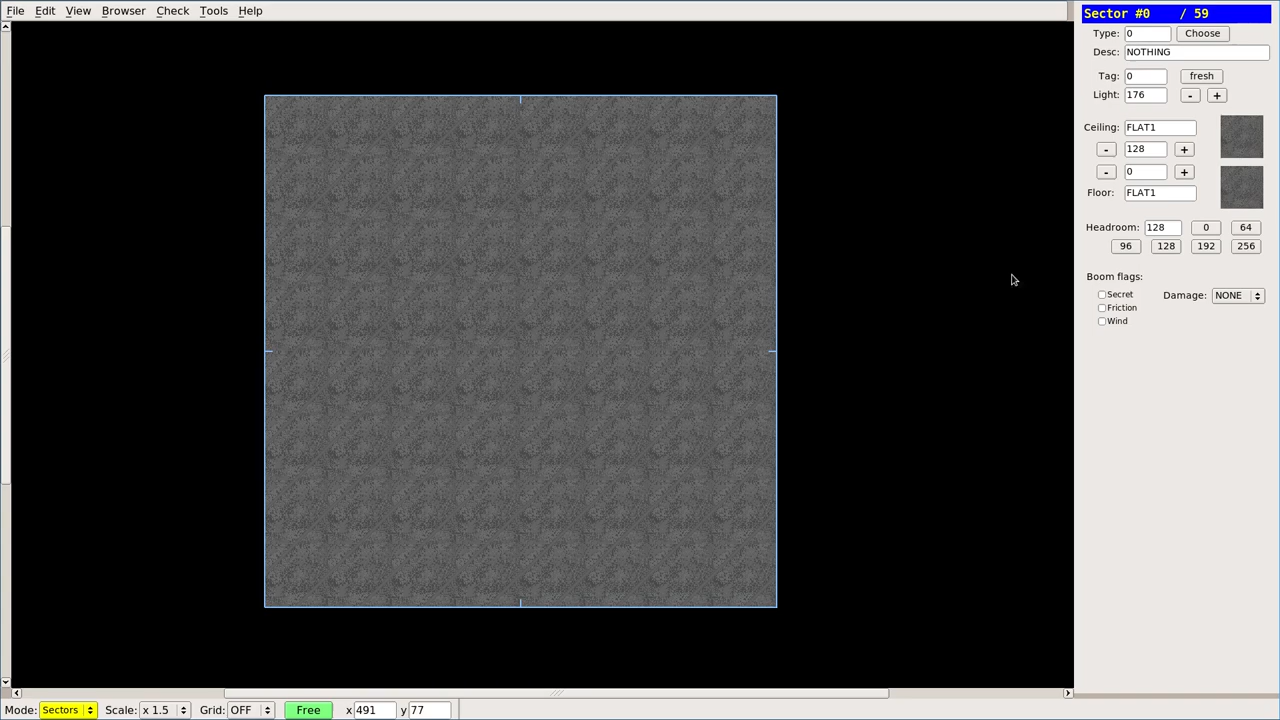 File Edit View Browser Check Tools Help
Sector #0 / 59
Type: 0 Choose
Desc: NOTHING
Tag: 0 fresh
Light: 176 - +
Ceiling: FLAT1
- 128 +
- 0 +
Floor: FLAT1
Headroom: 128 0 64
96 128 192 256
Boom flags:
Secret Damage: NONE
Friction
Wind
Mode: Sectors Scale: x 1.5 Grid: OFF Free x 491 y 77